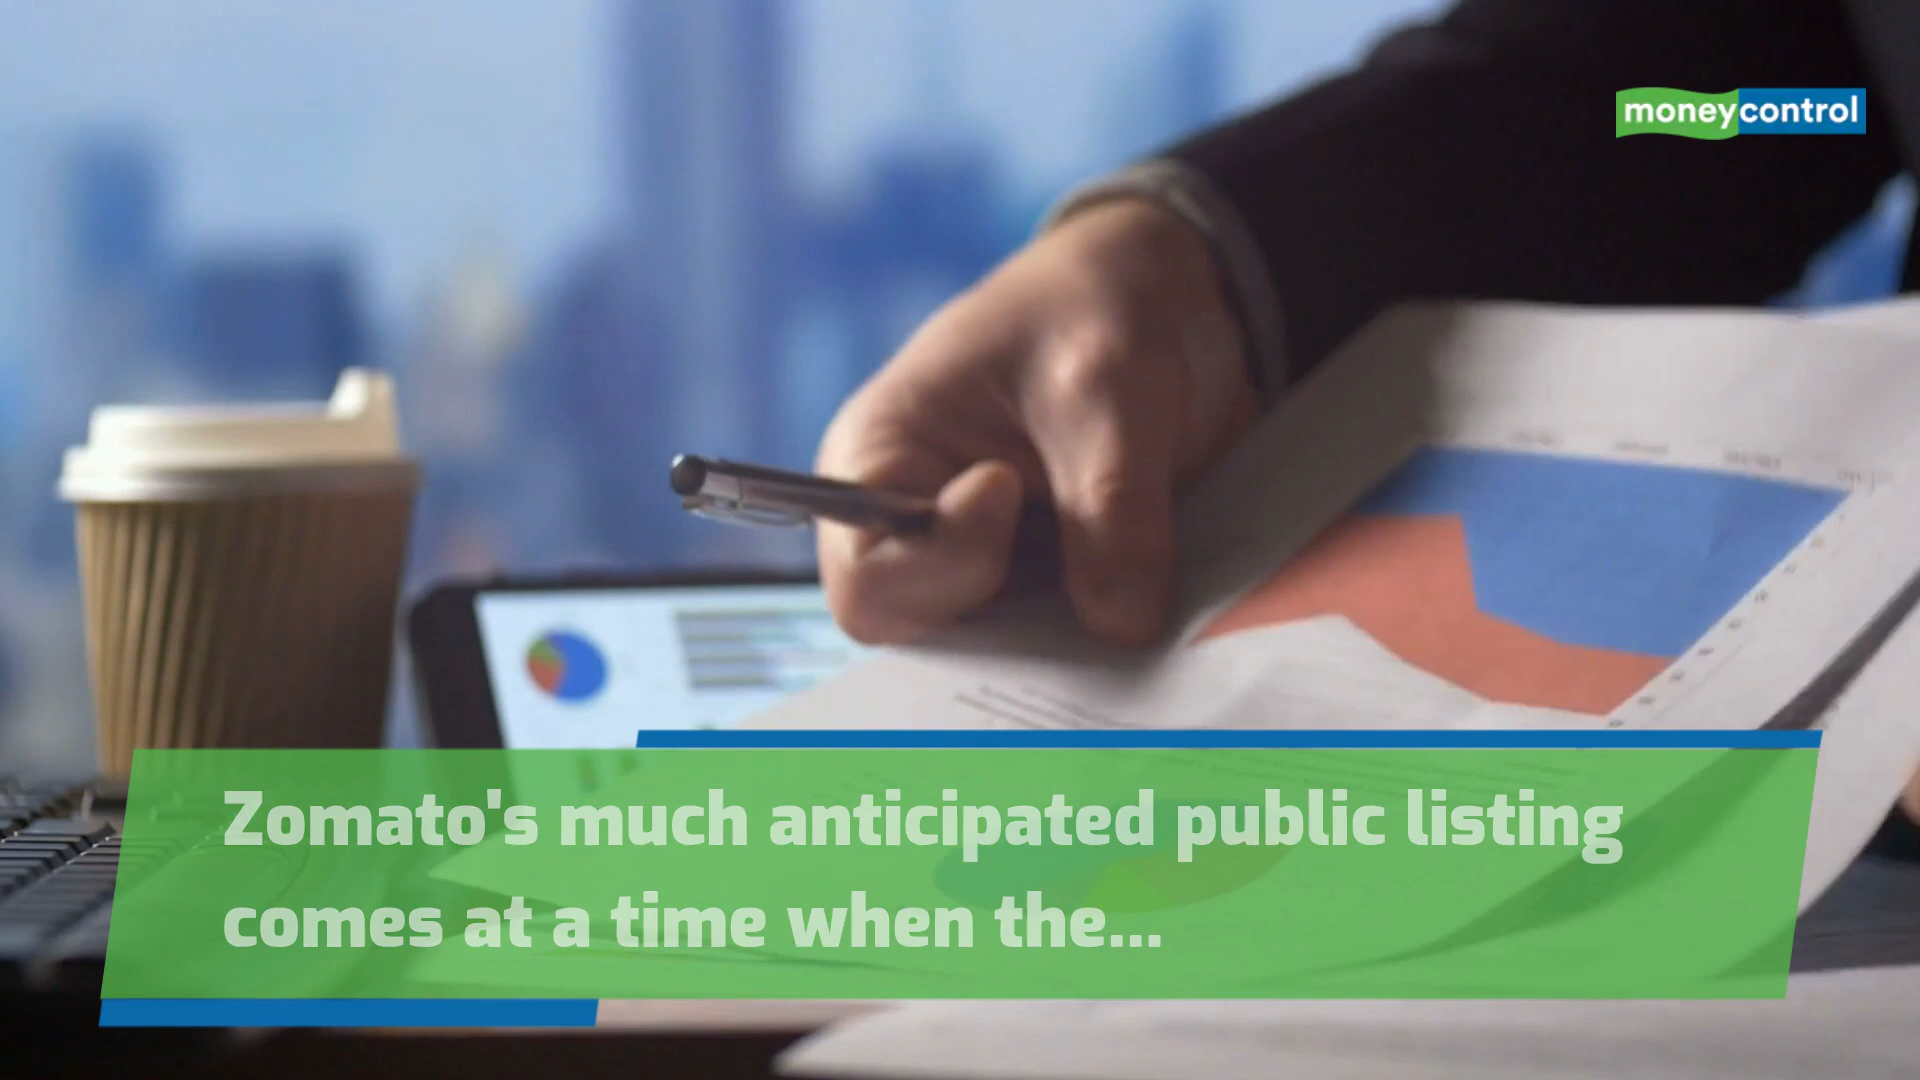 moneycontrol
Zomato's much anticipated public listing
comes at a time when the...